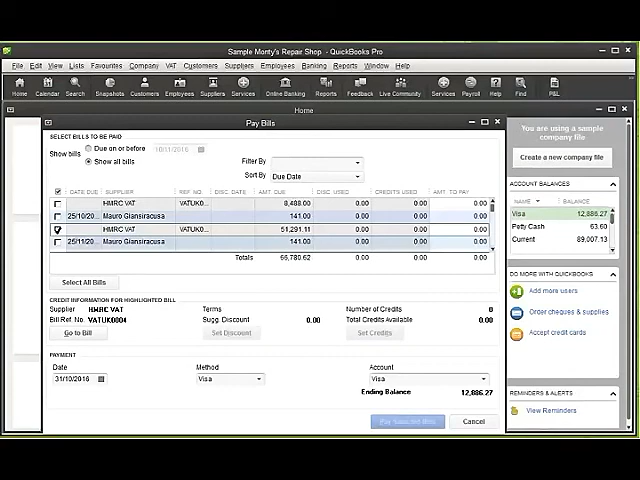 Sample Monty's Repair Shop - QuickBooks Pro
File Edit View Lists Favourites Company VAT Customers Suppliers Employees Banking Reports Window Help
Home Calendar Search Snapshots Customers Employees Suppliers Services Online Banking Reports Feedback Live Community Services Payroll Help Find P&L
Home
Pay Bills
SELECT BILLS TO BE PAID
Show bills
Due on or before 10/11/2016
Show all bills
Filter By
Sort By Due Date
DATE DUE SUPPLIER REF. NO. DISC. DATE AMT. DUE DISC. USED CREDITS USED AMT. TO PAY
HMRC VAT VATUK0... 8,488.00 0.00 0.00 0.00
25/10/20... Mauro Giansiracusa 141.00 0.00 0.00 0.00
HMRC VAT VATUK0... 51,291.11 0.00 0.00 0.00
25/11/20... Mauro Giansiracusa 141.00 0.00 0.00 0.00
Totals 66,780.62 0.00 0.00 0.00
Select All Bills
CREDIT INFORMATION FOR HIGHLIGHTED BILL
Supplier HMRC VAT Terms Number of Credits 0
Bill Ref. No. VATUK0004 Sugg. Discount 0.00 Total Credits Available 0.00
Go to Bill Set Discount Set Credits
PAYMENT
Date Method Account
31/10/2016 Visa Visa
Ending Balance 12,886.27
Pay Selected Bills Cancel
You are using a sample
company file
Create a new company file
ACCOUNT BALANCES
NAME BALANCE
Visa 12,886.27
Petty Cash 63.60
Current 89,007.13
DO MORE WITH QUICKBOOKS
Add more users
Order cheques & supplies
Accept credit cards
REMINDERS & ALERTS
View Reminders